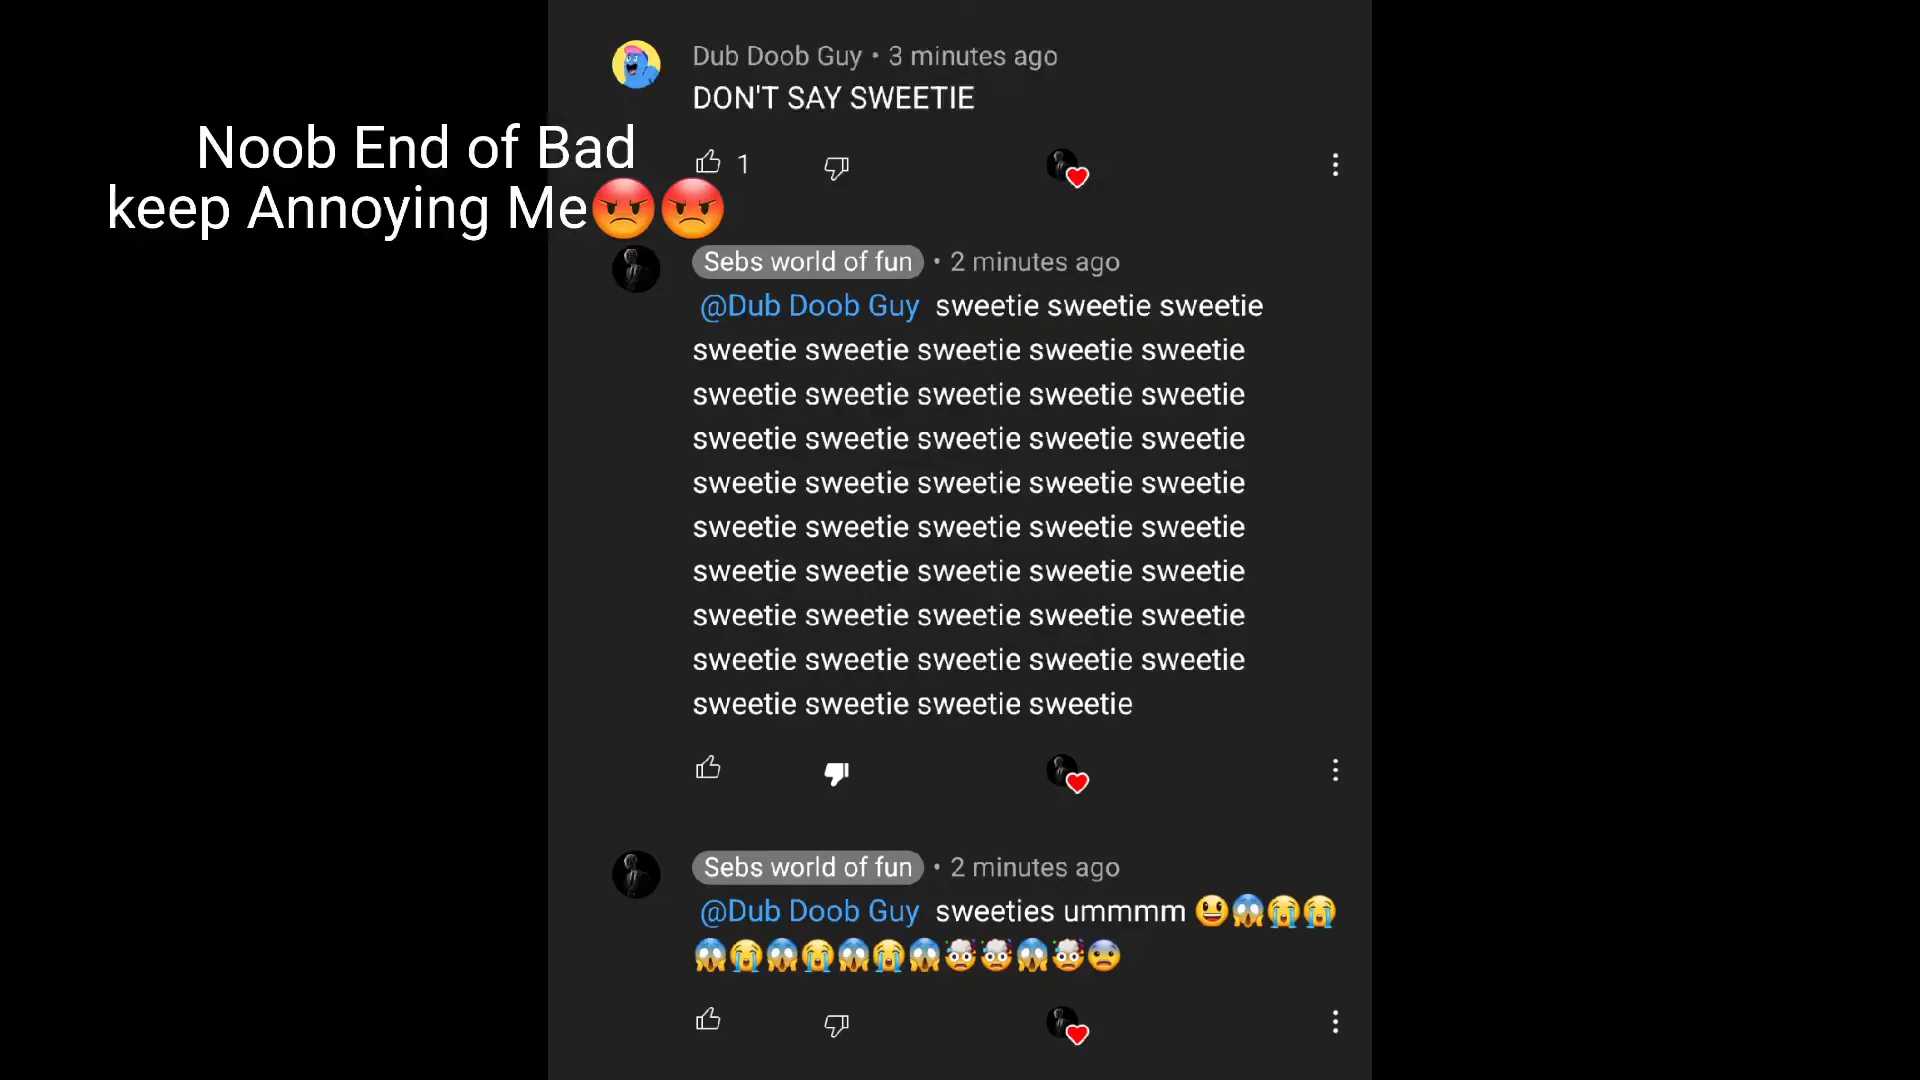 Dub Doob Guy • 3 minutes ago
DON'T SAY SWEETIE
Noob End of Bad
keep Annoying Me😡😡
1
Sebs world of fun • 2 minutes ago
@Dub Doob Guy sweetie sweetie sweetie
sweetie sweetie sweetie sweetie sweetie
sweetie sweetie sweetie sweetie sweetie
sweetie sweetie sweetie sweetie sweetie
sweetie sweetie sweetie sweetie sweetie
sweetie sweetie sweetie sweetie sweetie
sweetie sweetie sweetie sweetie sweetie
sweetie sweetie sweetie sweetie sweetie
sweetie sweetie sweetie sweetie sweetie
sweetie sweetie sweetie sweetie
Sebs world of fun • 2 minutes ago
@Dub Doob Guy sweeties ummmm 😃😱😭😭
😱😭😱😭😱😭😱🤯🤯😱🤯😨